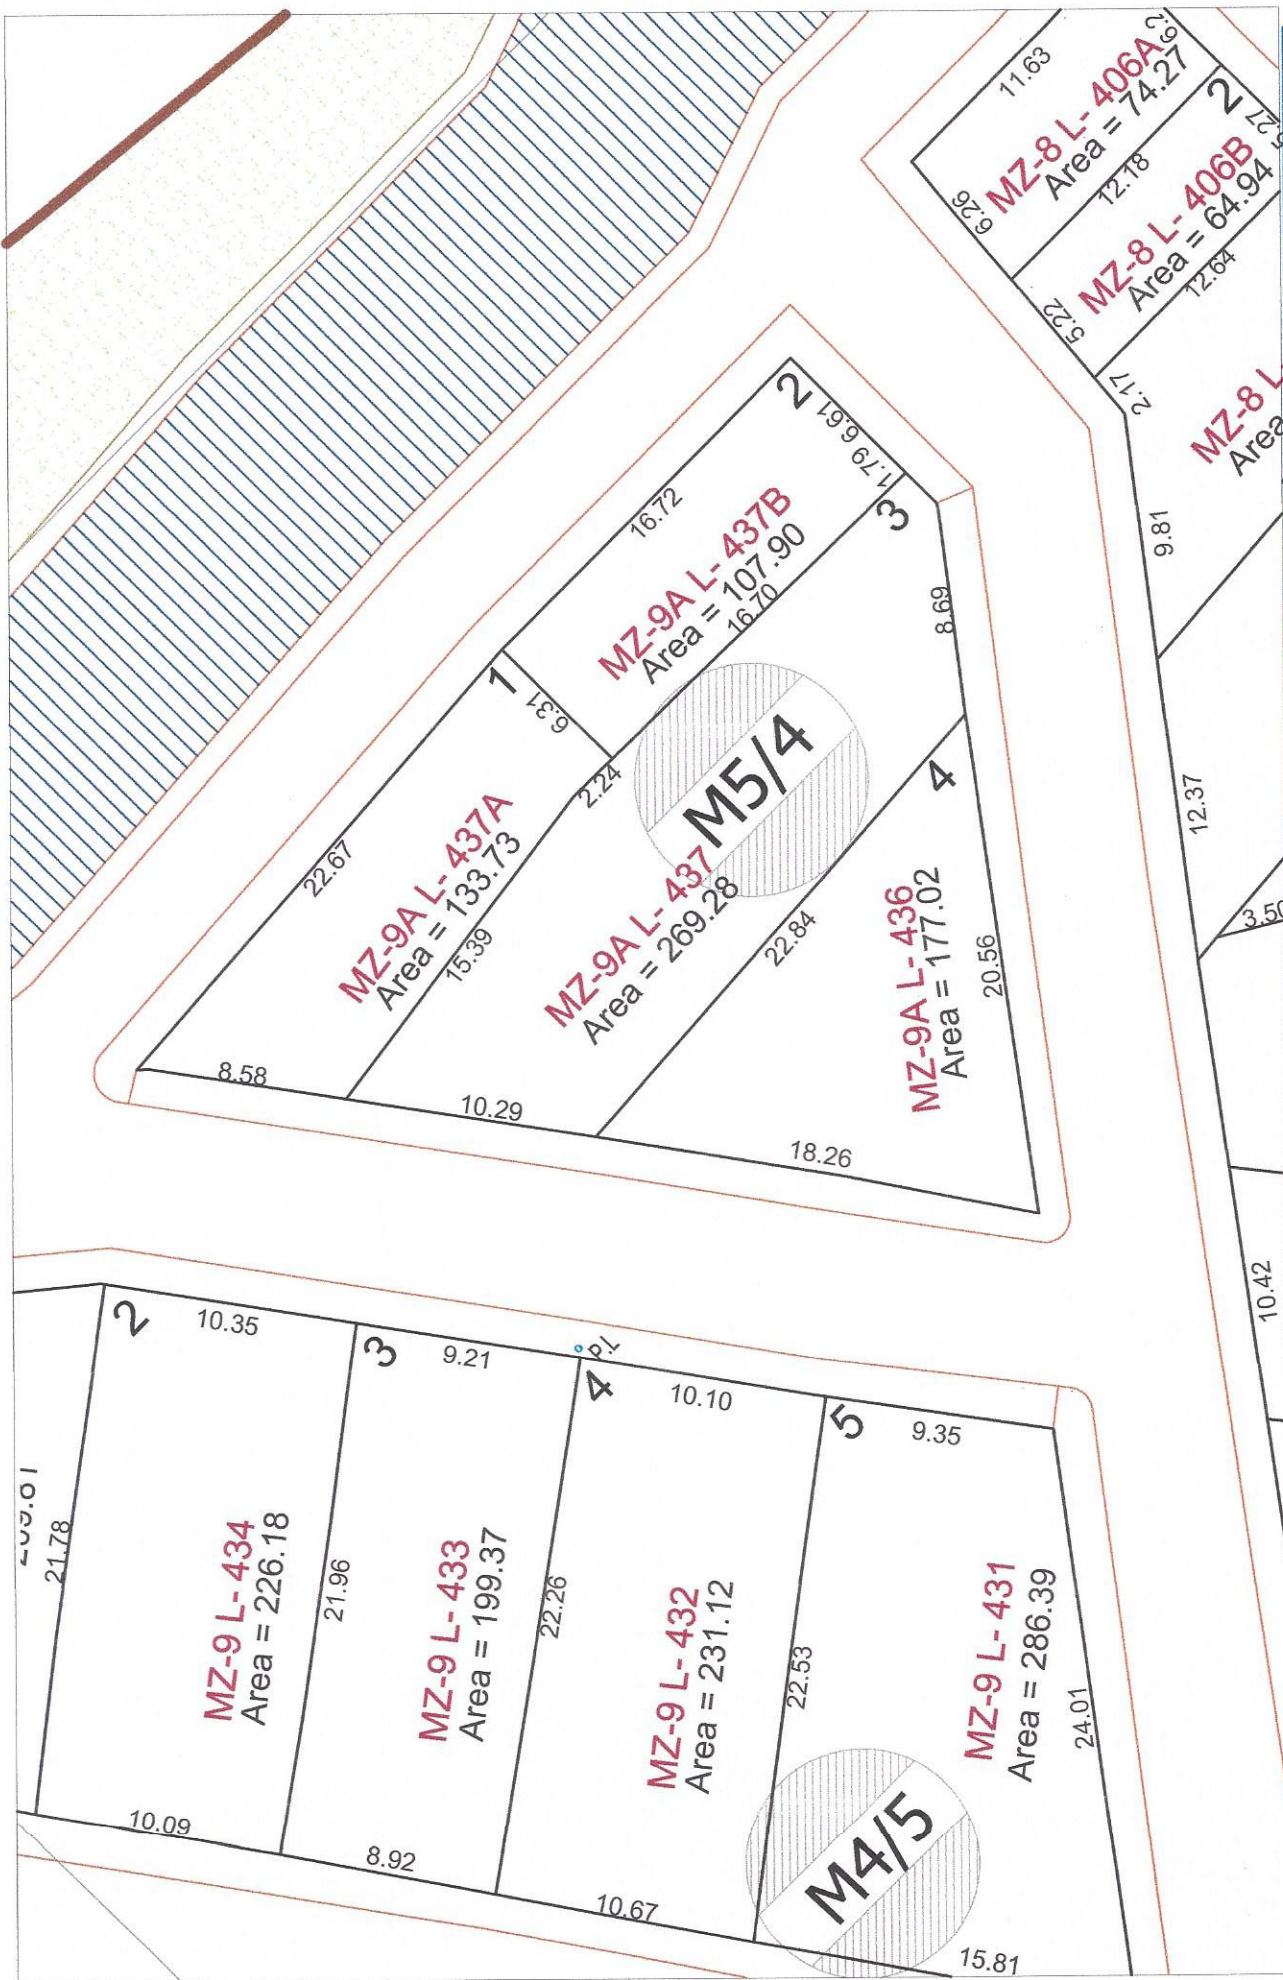 11.63
6.2
MZ-8 L- 406A
Area = 74.27
2
6.26
12.18
MZ-8 L- 406B
Area = 64.94
5.27
12.64
5.22
2.17
MZ-8 L-
Area
9.81
12.37
3.50
10.42
2
6.61
1.79
3
16.72
MZ-9A L- 437B
Area = 107.90
16.70
8.69
1
6.31
2.24
M5/4
4
22.67
MZ-9A L- 437A
Area = 133.73
15.39
MZ-9A L- 437
Area = 269.28
22.84
MZ-9A L- 436
Area = 177.02
20.56
8.58
10.29
18.26
2
10.35
3
9.21
P.L
4
10.10
5
9.35
21.78
MZ-9 L- 434
Area = 226.18
21.96
MZ-9 L- 433
Area = 199.37
22.26
MZ-9 L- 432
Area = 231.12
22.53
MZ-9 L- 431
Area = 286.39
24.01
10.09
8.92
10.67
M4/5
15.81